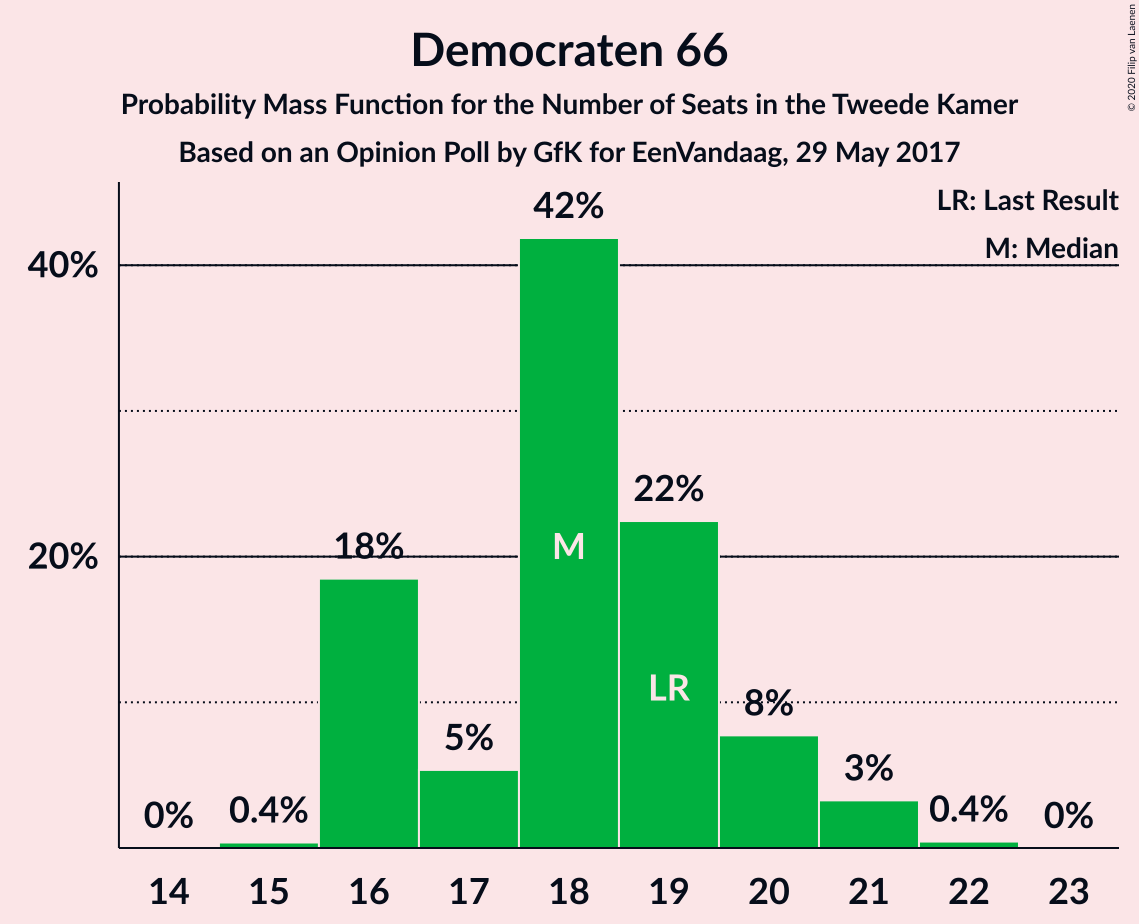 Democraten 66
Probability Mass Function for the Number of Seats in the Tweede Kamer
Based on an Opinion Poll by GfK for EenVandaag, 29 May 2017
© 2020 Filip van Laenen
LR: Last Result
M: Median
40%
20%
0%
0.4%
18%
5%
42%
M
22%
LR
8%
3%
0.4%
0%
14 15 16 17 18 19 20 21 22 23